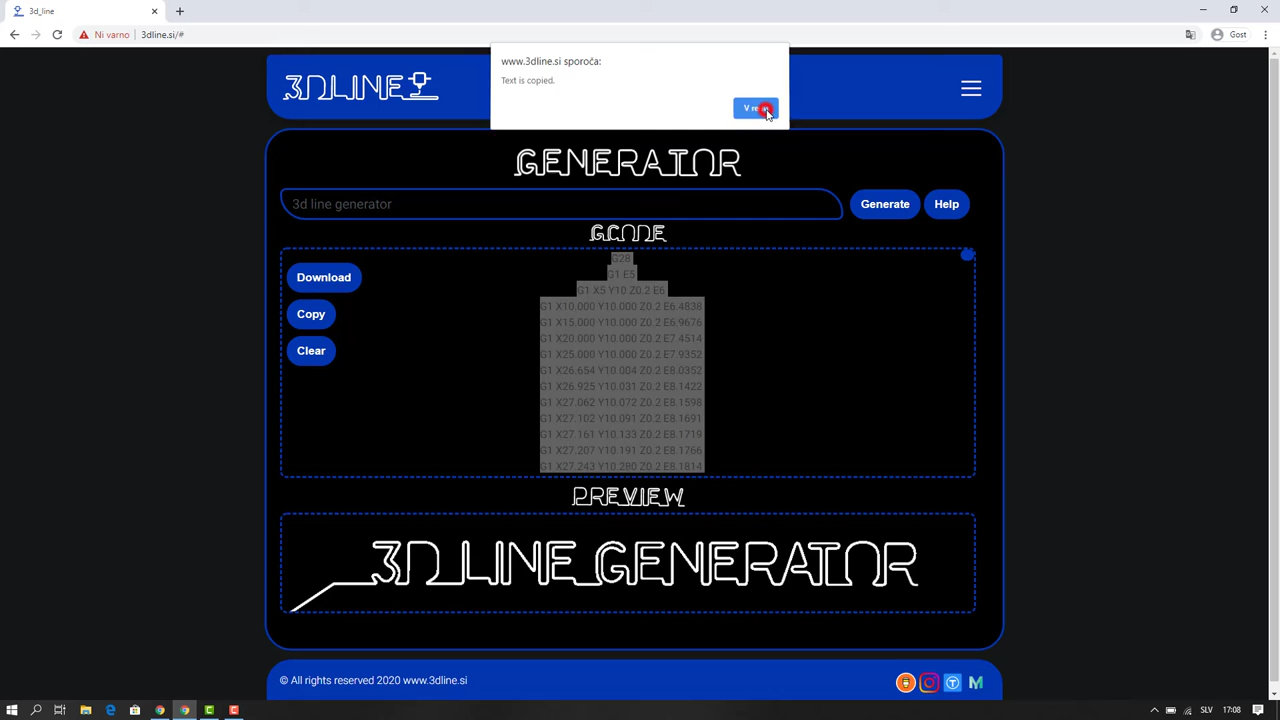 3d_line
Ni varno
3dline.si/#
Gost
www.3dline.si sporoča:
Text is copied.
3DLINE
GENERATOR
3d line generator
Generate
Help
GCODE
Download
Copy
Clear
G28
G1 E5
G1 X5 Y10 Z0.2 E6
G1 X10.000 Y10.000 Z0.2 E6.4838
G1 X15.000 Y10.000 Z0.2 E6.9676
G1 X20.000 Y10.000 Z0.2 E7.4514
G1 X25.000 Y10.000 Z0.2 E7.9352
G1 X26.654 Y10.004 Z0.2 E8.0352
G1 X26.925 Y10.031 Z0.2 E8.1422
G1 X27.062 Y10.072 Z0.2 E8.1598
G1 X27.102 Y10.091 Z0.2 E8.1691
G1 X27.161 Y10.133 Z0.2 E8.1719
G1 X27.207 Y10.191 Z0.2 E8.1766
G1 X27.243 Y10.280 Z0.2 E8.1814
PREVIEW
3D LINE GENERATOR
© All rights reserved 2020 www.3dline.si
SLV
17:08